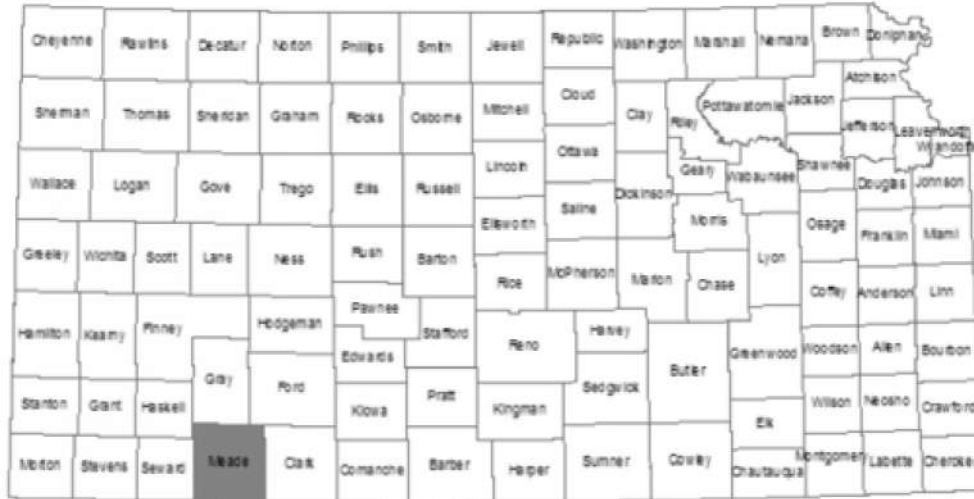 Cheyenne Rawlins Decatur Norton Phillips Smith Jewell Republic Washington Marshall Nemaha Brown Doniphan
Atchison
Sherman Thomas Sheridan Graham Rooks Osborne Mitchell Cloud Clay Riley Pottawatomie Jackson Jefferson Leavenworth Wyandotte
Lincoln Ottawa Geary Wabaunsee Shawnee
Wallace Logan Gove Trego Ellis Russell Dickinson Douglas Johnson
Ellsworth Saline Morris Osage
Greeley Wichita Scott Lane Ness Rush Barton Lyon Franklin Miami
Rice McPherson Marion Chase Coffey Anderson Linn
Hamilton Kearny Finney Hodgeman Pawnee Stafford Reno Harvey
Edwards Greenwood Woodson Allen Bourbon
Gray Ford Sedgwick Butler
Stanton Grant Haskell Kiowa Pratt Kingman Elk Wilson Neosho Crawford
Morton Stevens Seward Meade Clark Comanche Barber Harper Sumner Cowley Chautauqua Montgomery Labette Cherokee